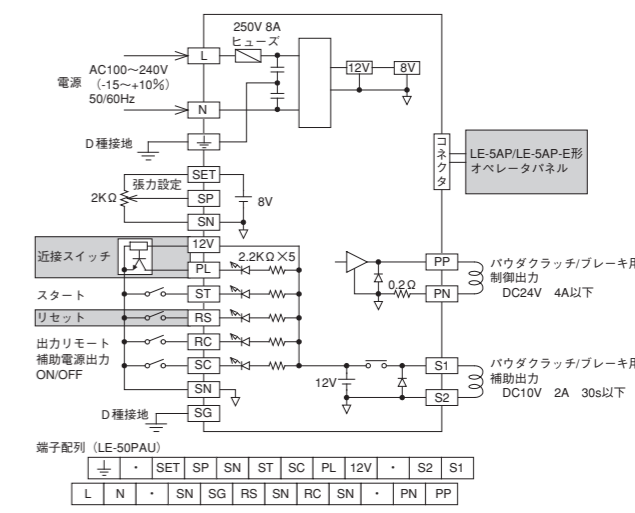 250V 8A
ヒューズ
L
12V
8V
AC100～240V
電源 (-15～+10%)
50/60Hz
N
D種接地
コネクタ
LE-5AP/LE-5AP-E形
オペレータパネル
SET
張力設定
2KΩ
SP
8V
SN
12V
近接スイッチ
2.2KΩ×5
PL
スタート
ST
リセット
RS
出力リモート
RC
補助電源出力
ON/OFF
SC
SN
D種接地
SG
PP
パウダクラッチ/ブレーキ用
制御出力
0.2Ω
PN
DC24V 4A以下
S1
パウダクラッチ/ブレーキ用
12V
補助出力
S2
DC10V 2A 30s以下
端子配列（LE-50PAU）
・ SET SP SN ST SC PL 12V ・ S2 S1
L N ・ SN SG RS SN RC SN ・ PN PP